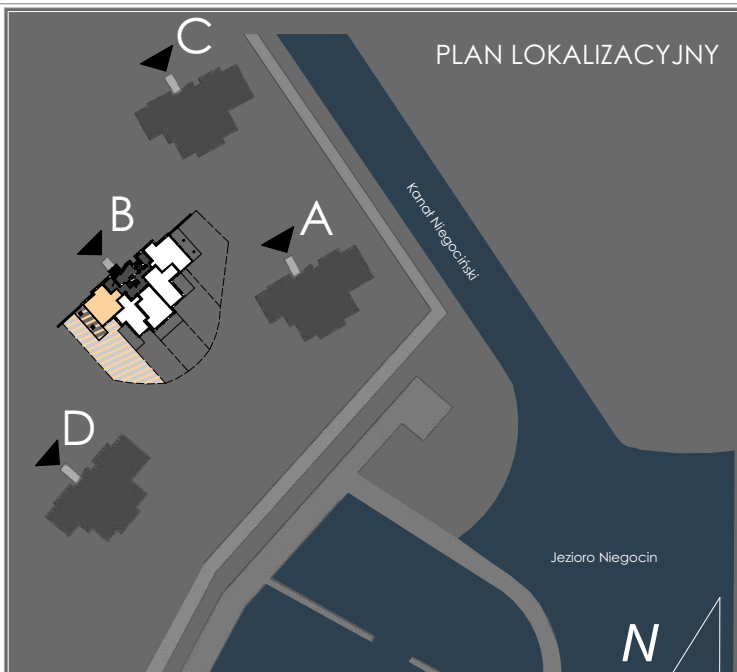 C
PLAN LOKALIZACYJNY
B
A
Kanał Niegociński
D
Jezioro Niegocin
N